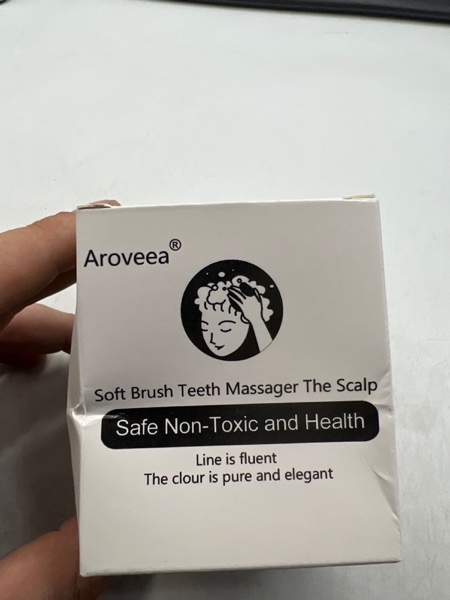 Aroveea®
Soft Brush Teeth Massager The Scalp
Safe Non-Toxic and Health
Line is fluent
The clour is pure and elegant